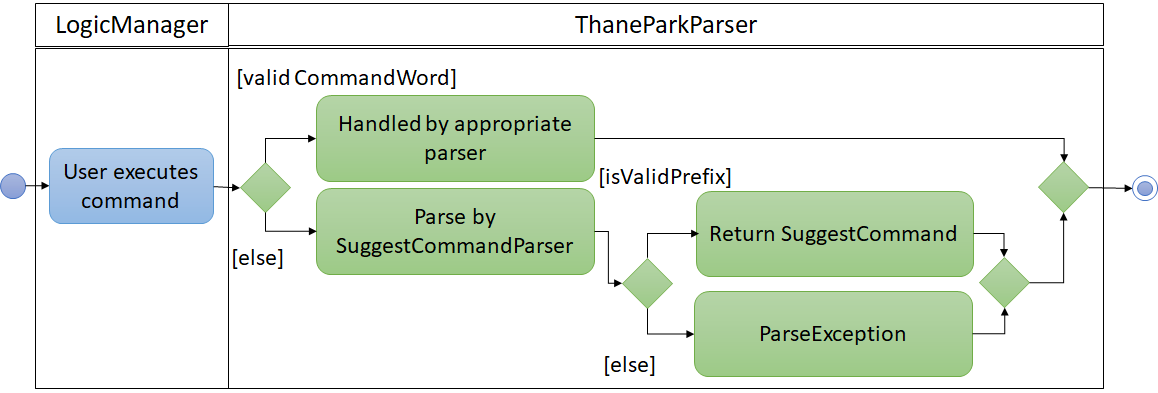 LogicManager
ThaneParkParser
[valid CommandWord]
Handled by appropriate
parser
User executes
command
[isValidPrefix]
Parse by
SuggestCommandParser
[else]
Return SuggestCommand
ParseException
[else]